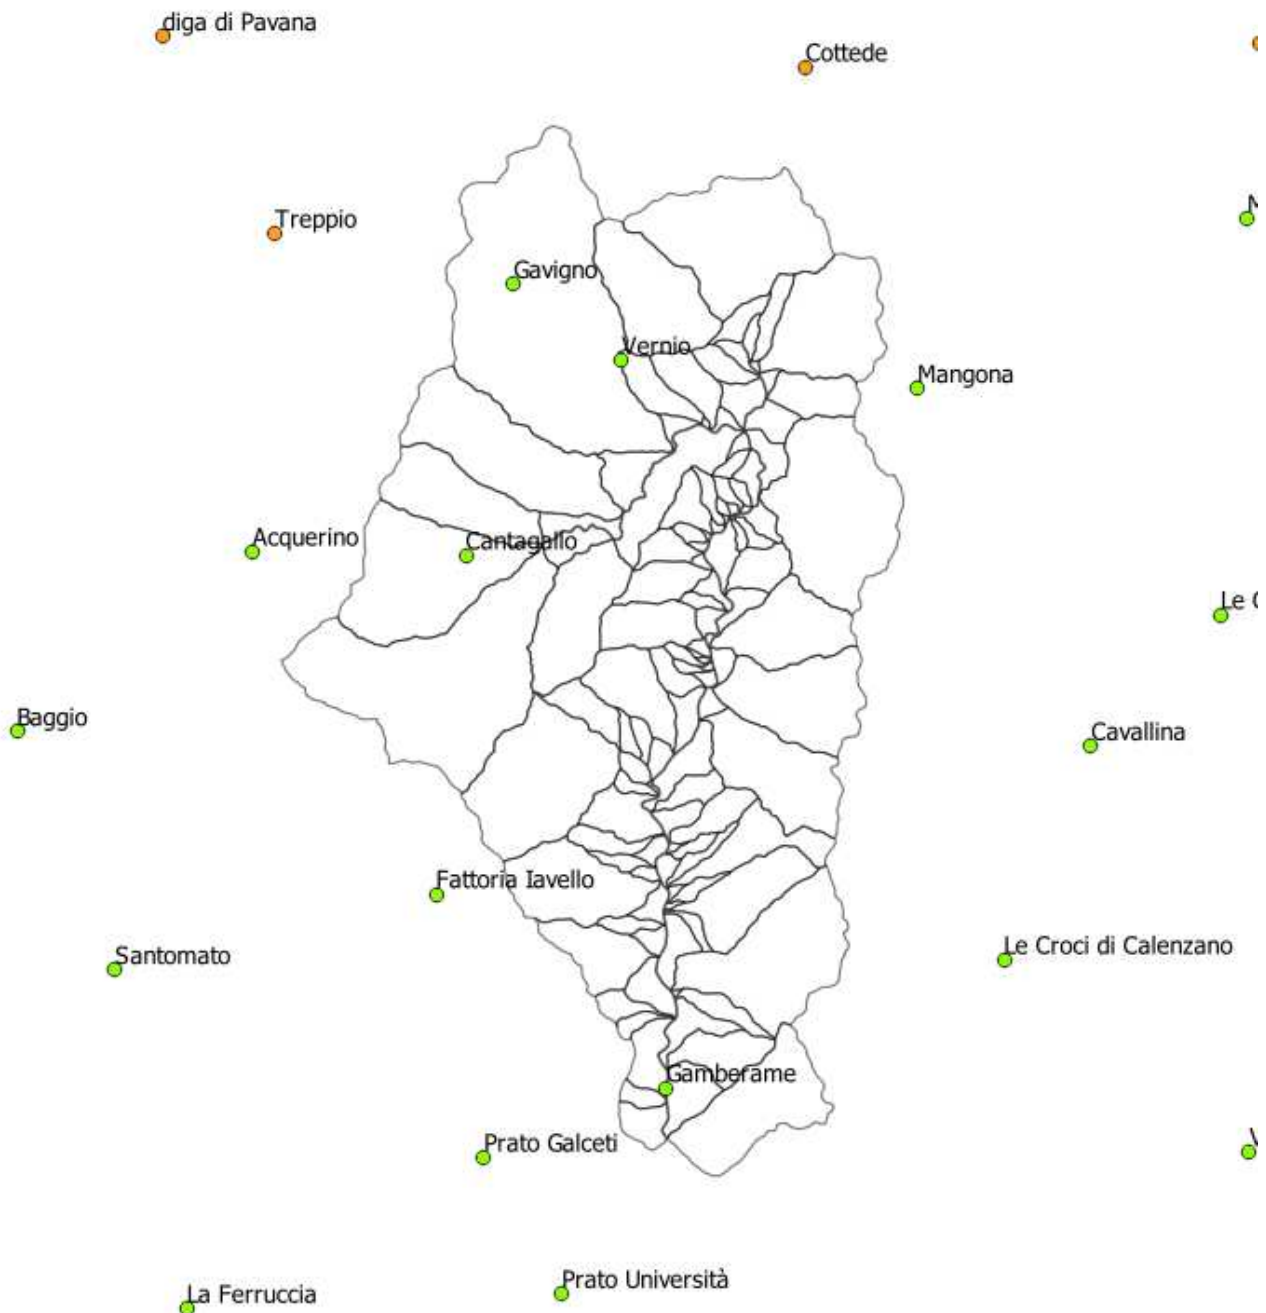 diga di Pavana
Cottede
Treppio
Gavigno
Vernio
Mangona
Acquerino
Cantagallo
Baggio
Cavallina
Fattoria Iavello
Santomato
Le Croci di Calenzano
Gamberame
Prato Galceti
Prato Università
La Ferruccia
Le